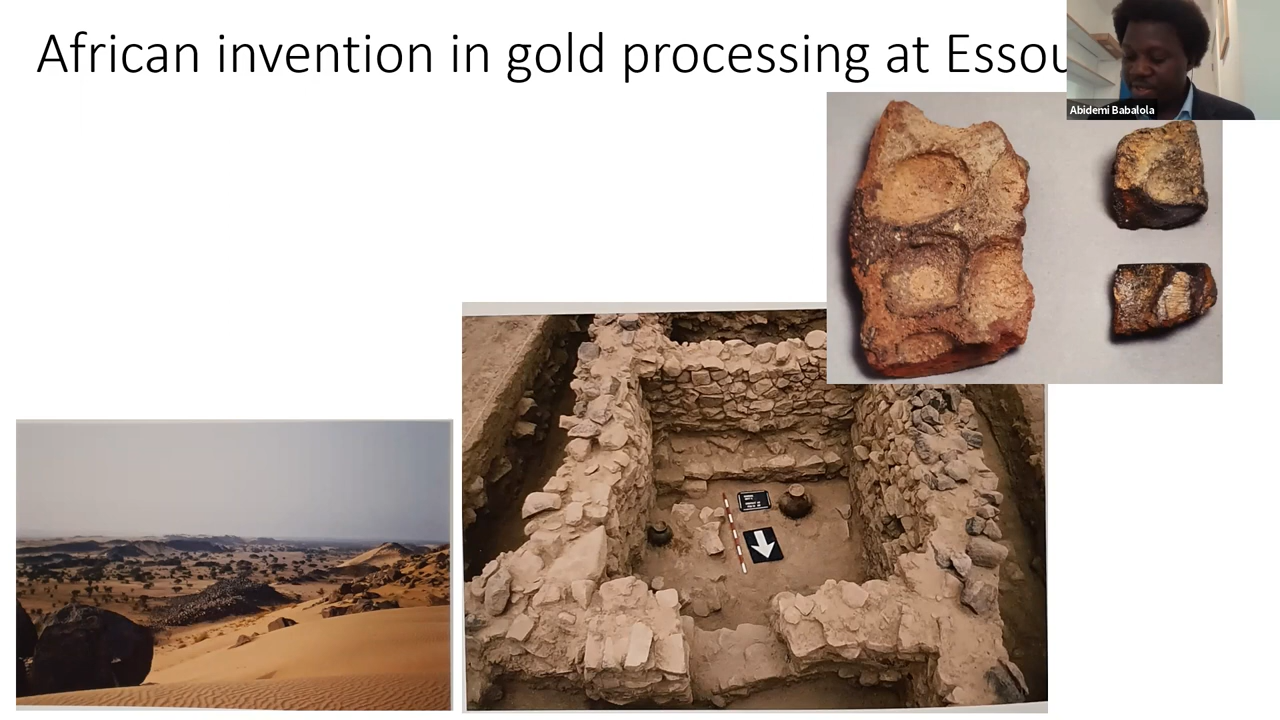 African invention in gold processing at Essou
Abidemi Babalola